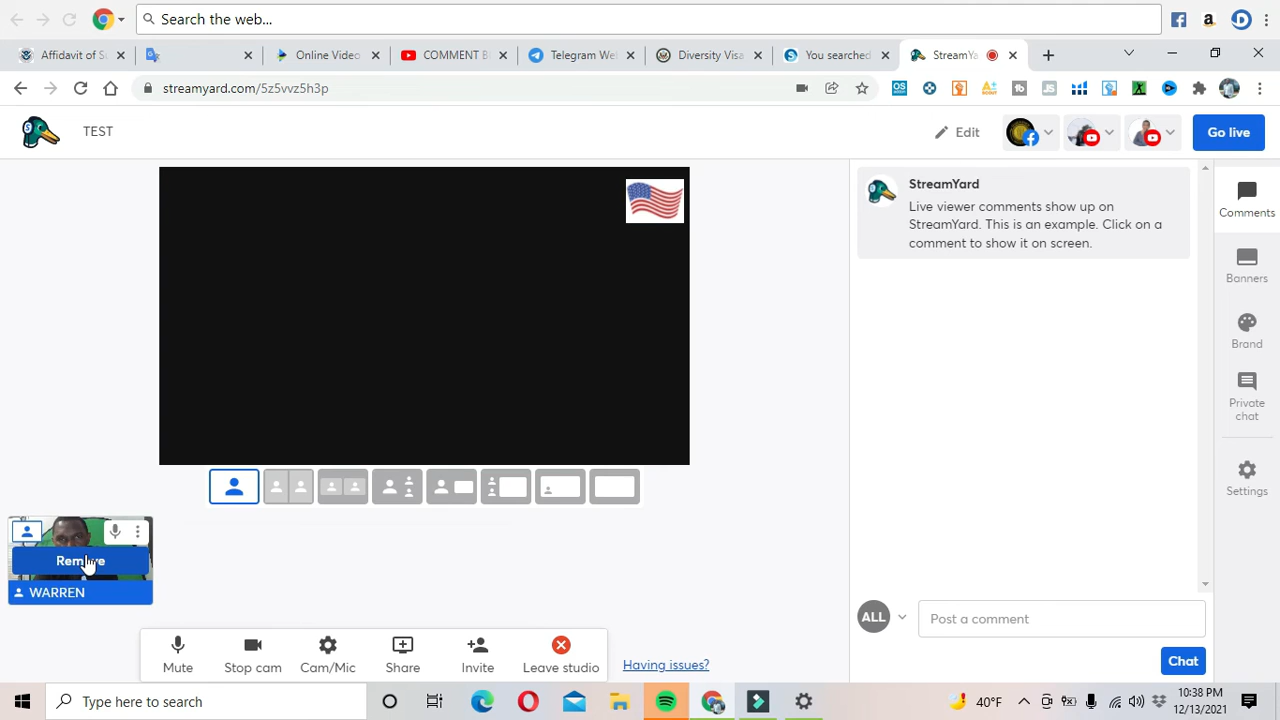 Search the web...
Affidavit of Su
Online Video
COMMENT B
Telegram Web
Diversity Visa
You searched
StreamYa
streamyard.com/5z5vvz5h3p
TEST
Edit
Go live
StreamYard
Live viewer comments show up on
StreamYard. This is an example. Click on a
comment to show it on screen.
Comments
Banners
Brand
Private
chat
Settings
Remove
WARREN
ALL
Post a comment
Chat
Mute
Stop cam
Cam/Mic
Share
Invite
Leave studio
Having issues?
Type here to search
40°F
10:38 PM
12/13/2021